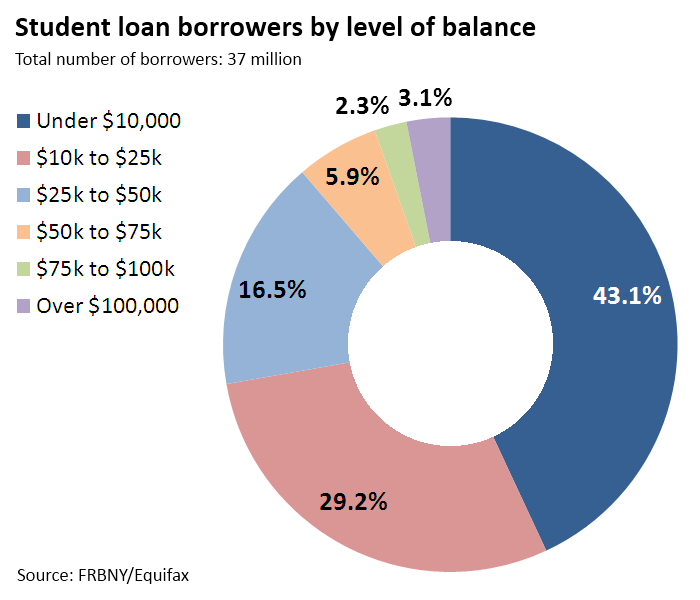 Student loan borrowers by level of balance
Total number of borrowers: 37 million
Under $10,000
$10k to $25k
$25k to $50k
$50k to $75k
$75k to $100k
Over $100,000
2.3%
3.1%
5.9%
16.5%
43.1%
29.2%
Source: FRBNY/Equifax